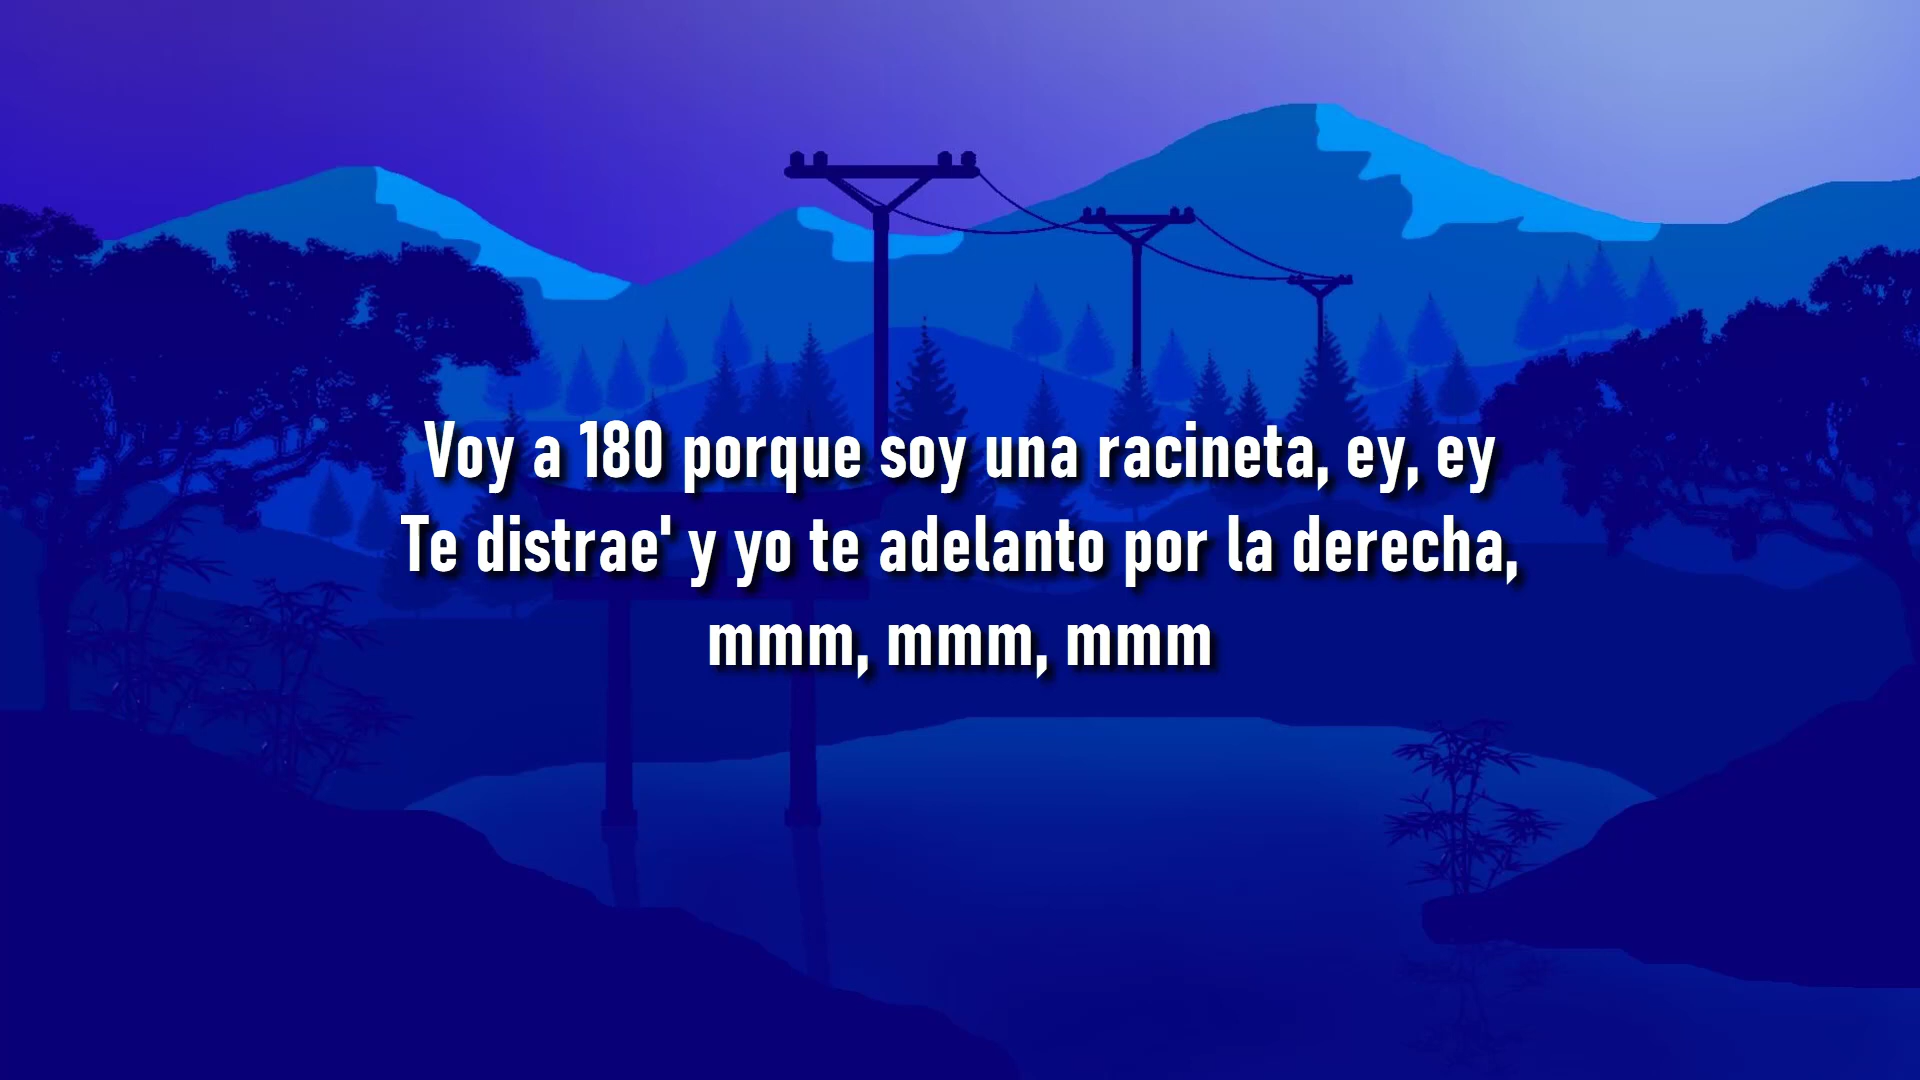 Voy a 180 porque soy una racineta, ey, ey
Te distrae' y yo te adelanto por la derecha,
mmm, mmm, mmm